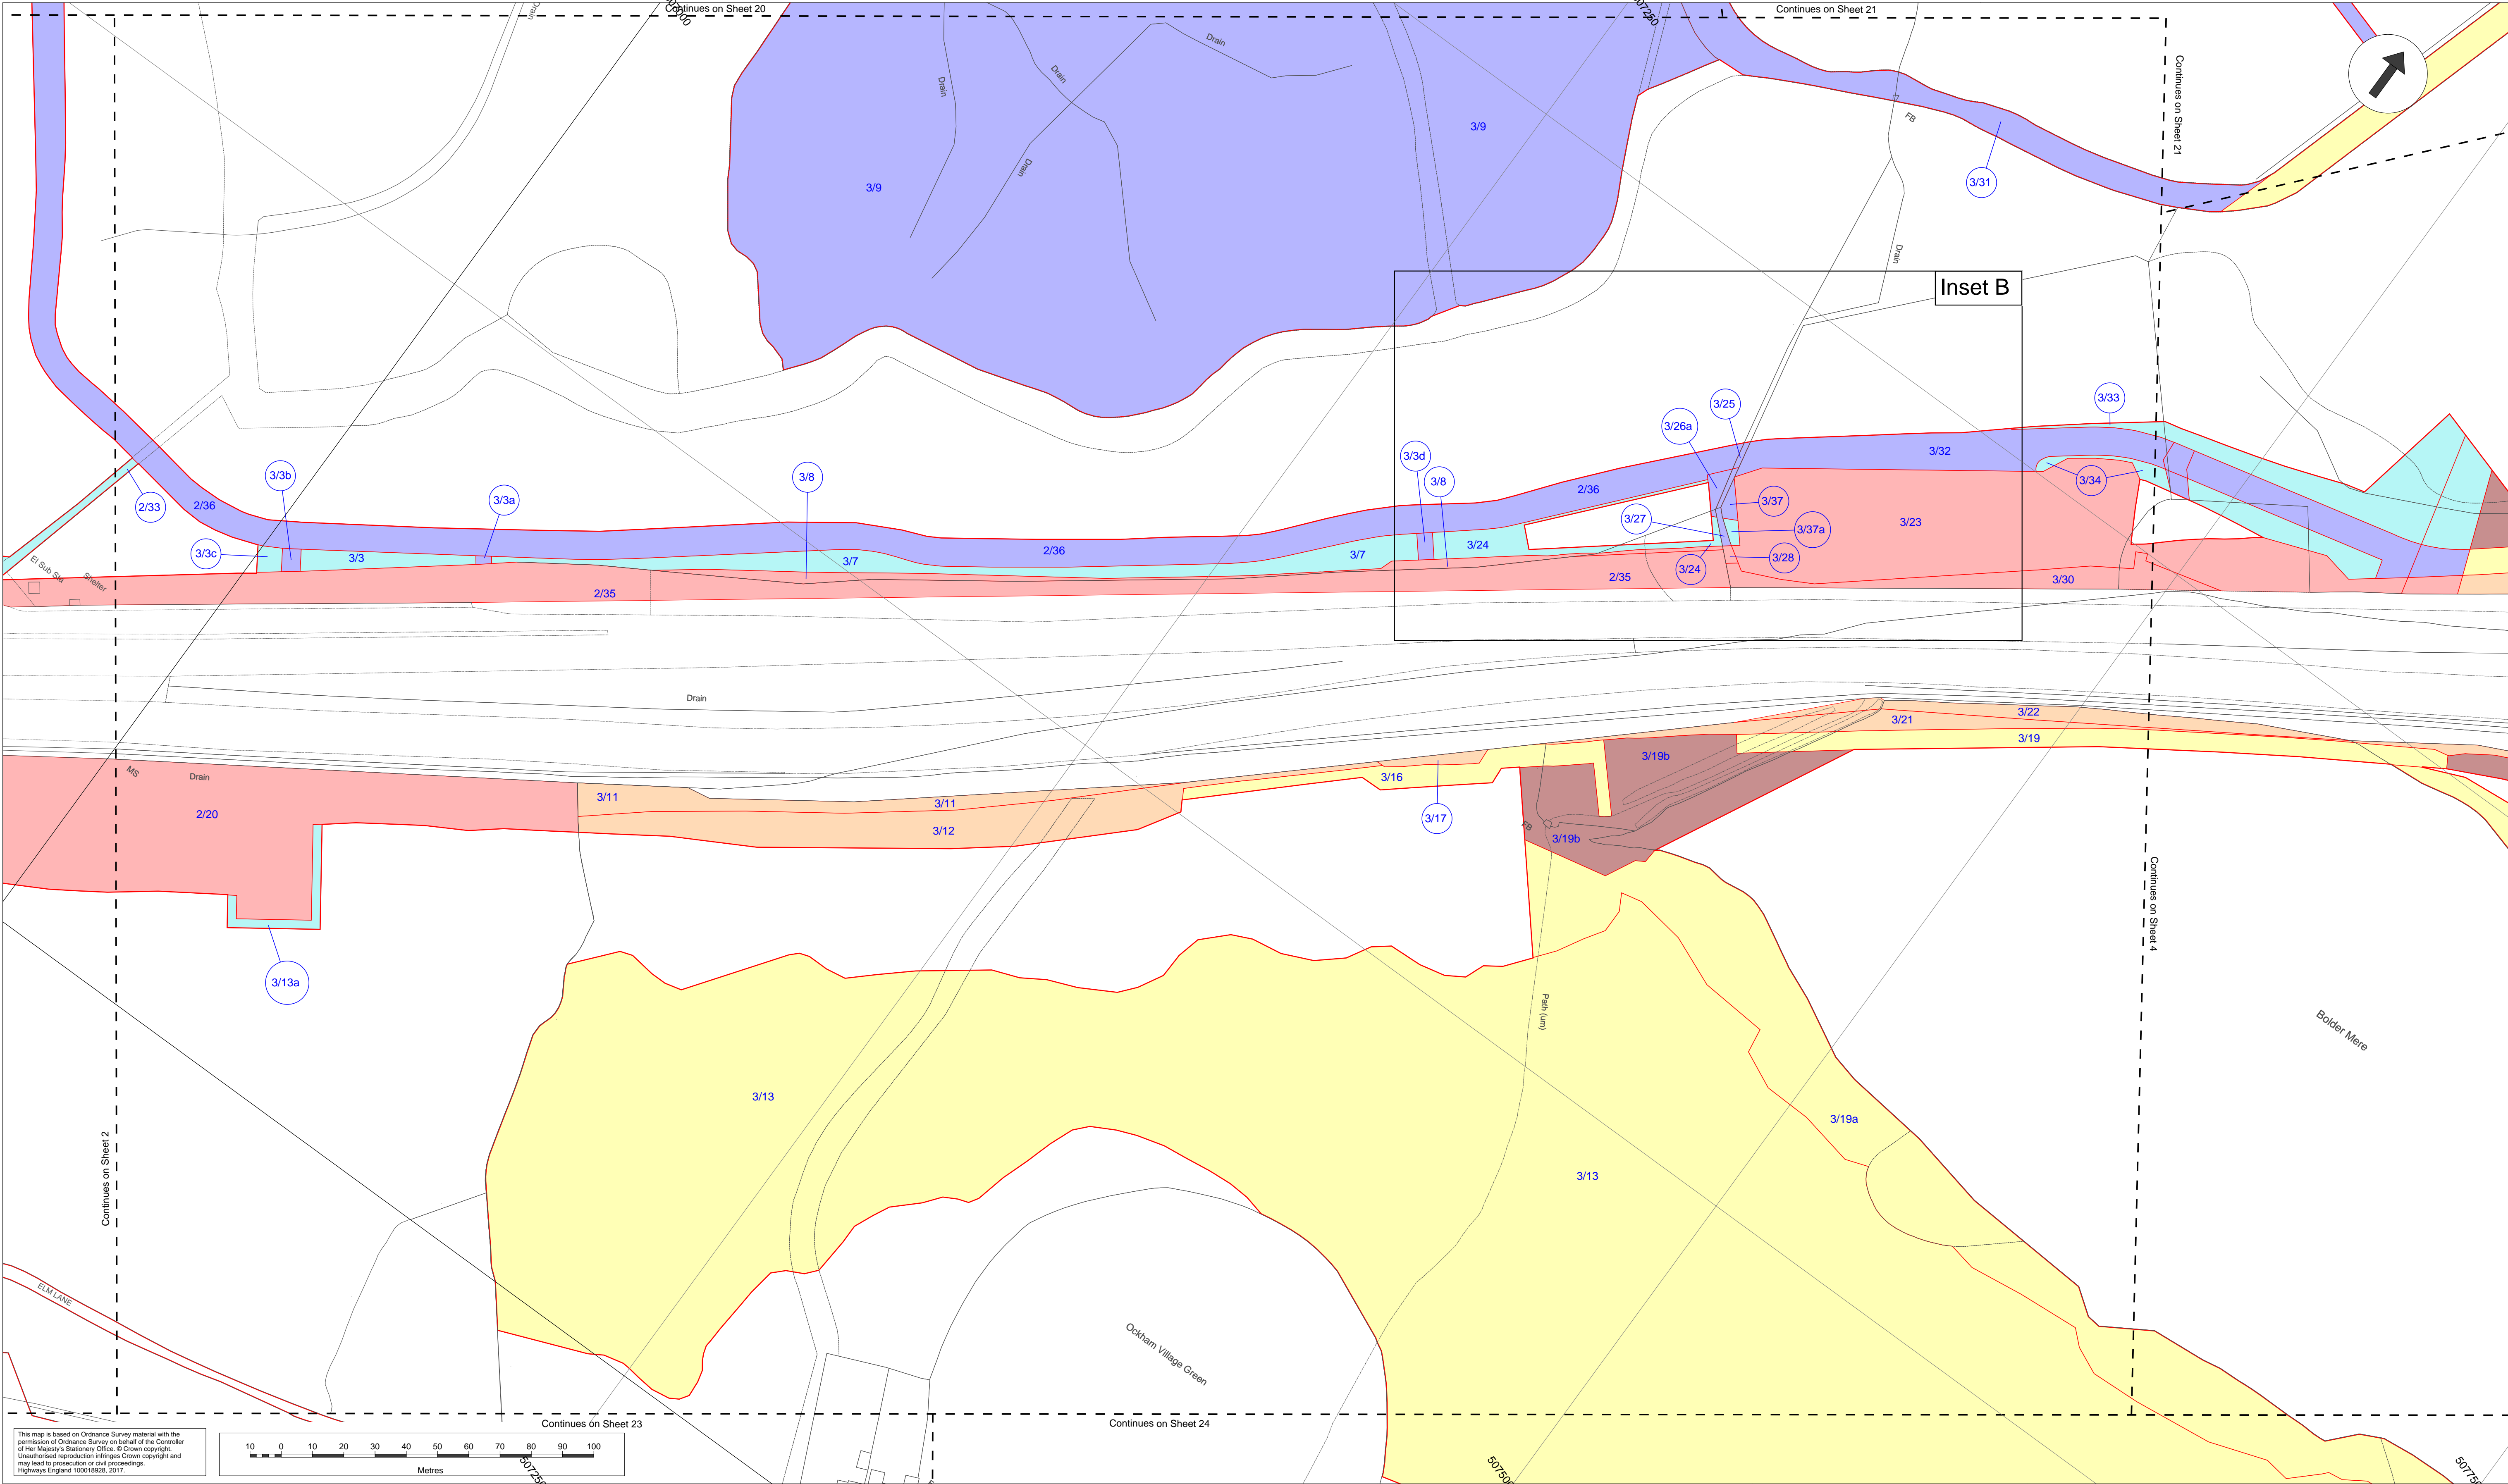 Continues on Sheet 20
Continues on Sheet 21
507000
507250
Drain
Drain
Drain
Drain
Drain
3/9
3/9
FB
3/31
Continues on Sheet 21
Drain
Inset B
3/33
3/25
3/26a
3/3d
3/8
3/8
3/3b
3/3a
2/33
2/36
2/36
2/36
3/32
3/34
3/37
3/37a
3/27
3/23
3/3c
3/3
3/7
3/7
3/24
3/24
3/28
El Sub Sta
Shelter
2/35
2/35
3/30
Drain
3/22
3/21
3/19
3/19b
3/19b
MS
Drain
2/20
3/11
3/11
3/12
3/16
3/17
FB
3/13a
Continues on Sheet 4
Path (um)
Bolder Mere
3/13
3/13
3/19a
Continues on Sheet 2
ELM LANE
Ockham Village Green
Continues on Sheet 23
Continues on Sheet 24
This map is based on Ordnance Survey material with the
permission of Ordnance Survey on behalf of the Controller
of Her Majesty's Stationery Office. © Crown copyright.
Unauthorised reproduction infringes Crown copyright and
may lead to prosecution or civil proceedings.
Highways England 100018928, 2017.
10 0 10 20 30 40 50 60 70 80 90 100
Metres
507250
507500
507750